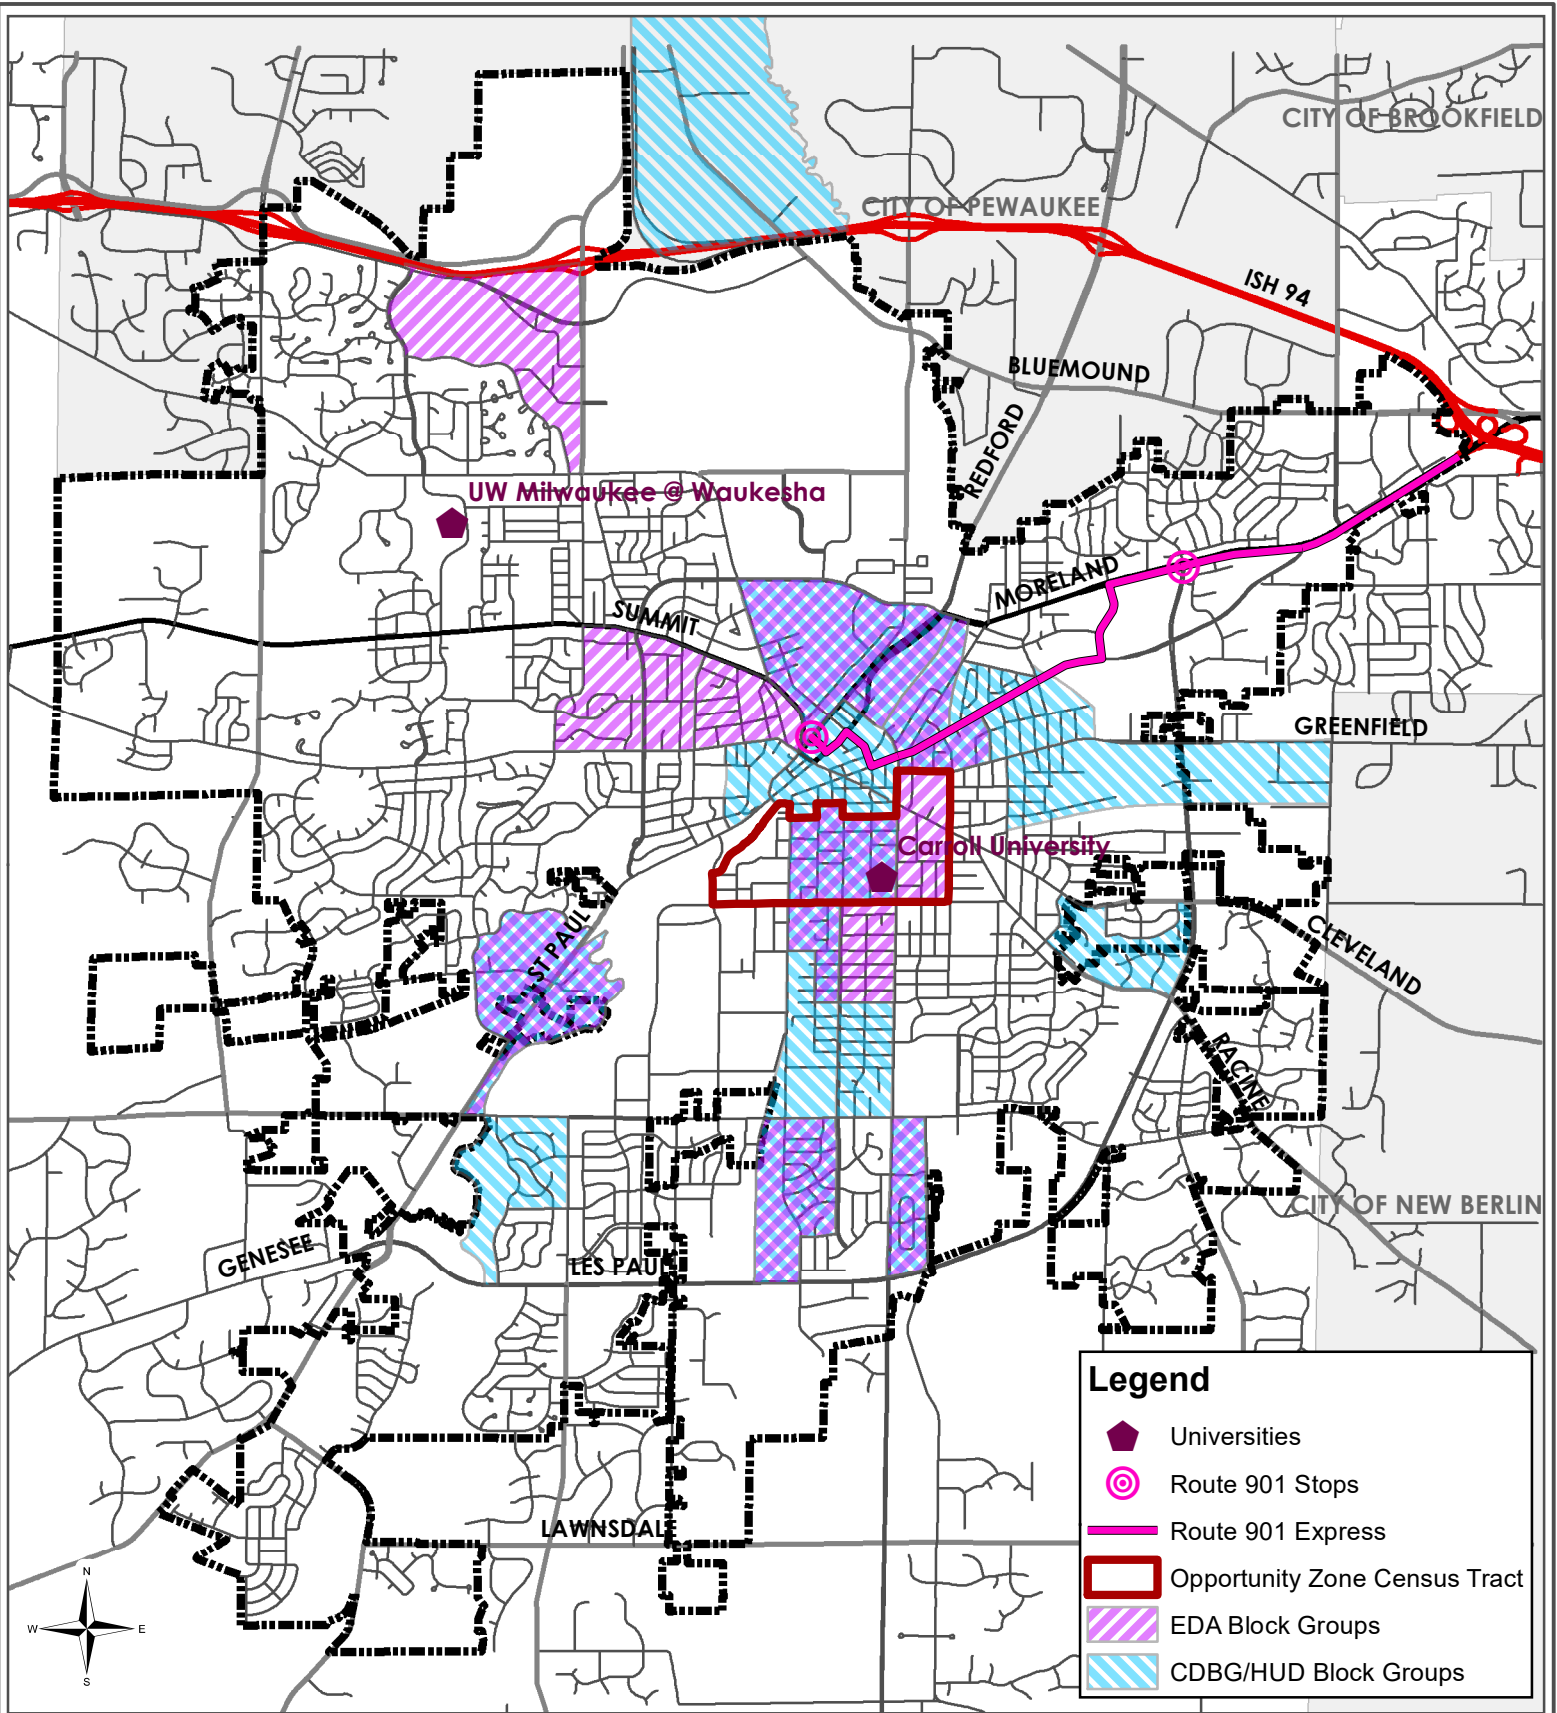 CITY OF BROOKFIELD
CITY OF PEWAUKEE
ISH 94
BLUEMOUND
REDFORD
UW Milwaukee @ Waukesha
MORELAND
SUMMIT
GREENFIELD
Carroll University
ST PAUL
CLEVELAND
RACINE
CITY OF NEW BERLIN
GENESEE
LES PAUL
LAWNSDALE
Legend
Universities
Route 901 Stops
Route 901 Express
Opportunity Zone Census Tract
EDA Block Groups
CDBG/HUD Block Groups
N
W E
S